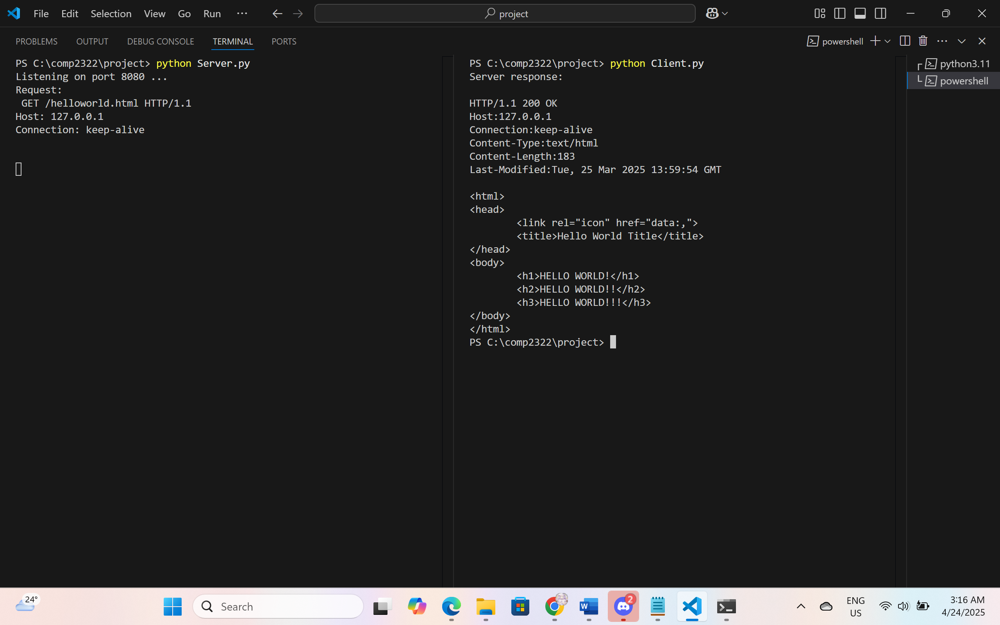 File Edit Selection View Go Run ··· project
PROBLEMS OUTPUT DEBUG CONSOLE TERMINAL PORTS powershell
PS C:\comp2322\project> python Server.py
Listening on port 8080 ...
Request:
 GET /helloworld.html HTTP/1.1
Host: 127.0.0.1
Connection: keep-alive
PS C:\comp2322\project> python Client.py
Server response:
HTTP/1.1 200 OK
Host:127.0.0.1
Connection:keep-alive
Content-Type:text/html
Content-Length:183
Last-Modified:Tue, 25 Mar 2025 13:59:54 GMT
<html>
<head>
        <link rel="icon" href="data:,">
        <title>Hello World Title</title>
</head>
<body>
        <h1>HELLO WORLD!</h1>
        <h2>HELLO WORLD!!</h2>
        <h3>HELLO WORLD!!!</h3>
</body>
</html>
PS C:\comp2322\project>
python3.11
powershell
24°
Search
W
2
ENG
US
3:16 AM
4/24/2025